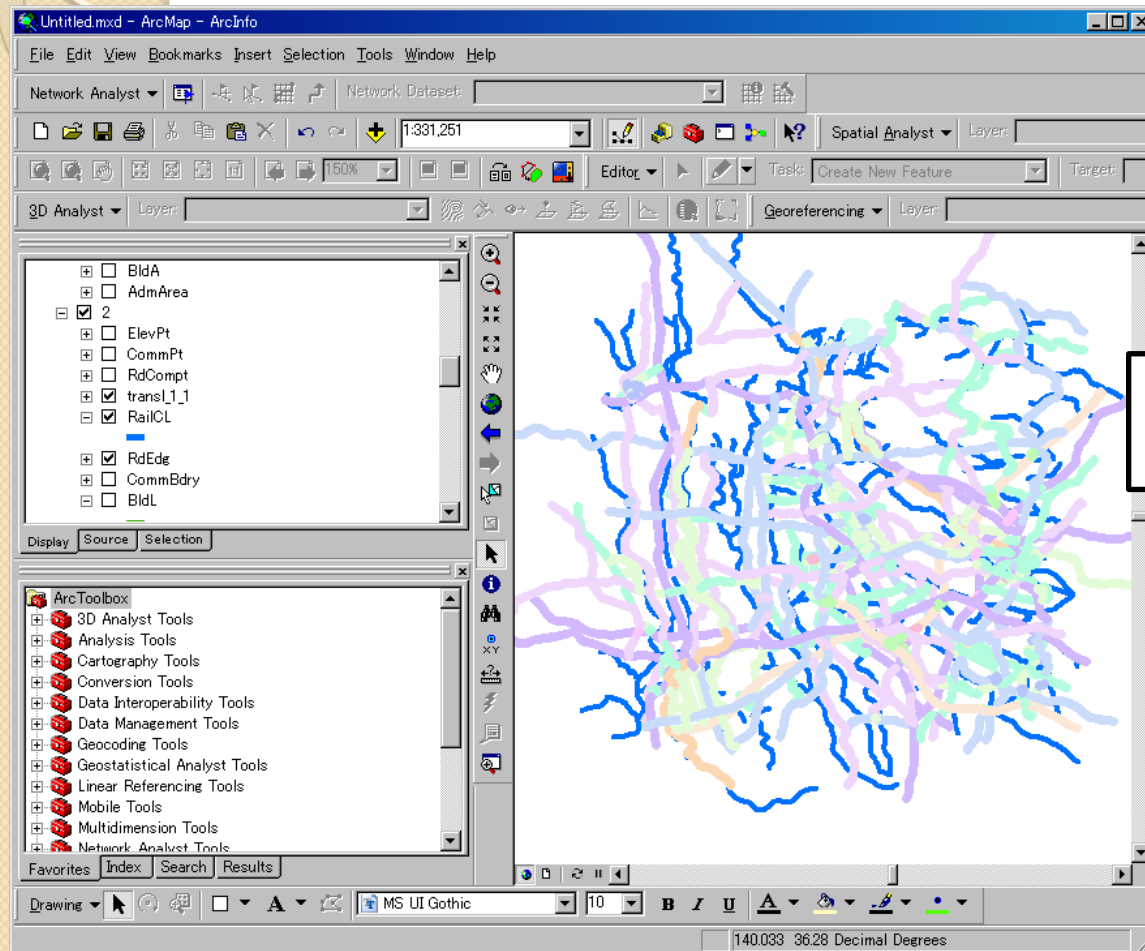 Untitled.mxd - ArcMap - ArcInfo
File Edit View Bookmarks Insert Selection Tools Window Help
Network Analyst Network Dataset:
1:331,251 Spatial Analyst Layer:
150% Editor Task: Create New Feature Target:
3D Analyst Layer: Georeferencing Layer:
BldA
AdmArea
2
ElevPt
CommPt
RdCompt
transl_1_1
RailCL
RdEdg
CommBdry
BldL
Display Source Selection
ArcToolbox
3D Analyst Tools
Analysis Tools
Cartography Tools
Conversion Tools
Data Interoperability Tools
Data Management Tools
Geocoding Tools
Geostatistical Analyst Tools
Linear Referencing Tools
Mobile Tools
Multidimension Tools
Network Analyst Tools
Favorites Index Search Results
XY
Drawing A MS UI Gothic 10 B I U A
140.033 36.28 Decimal Degrees